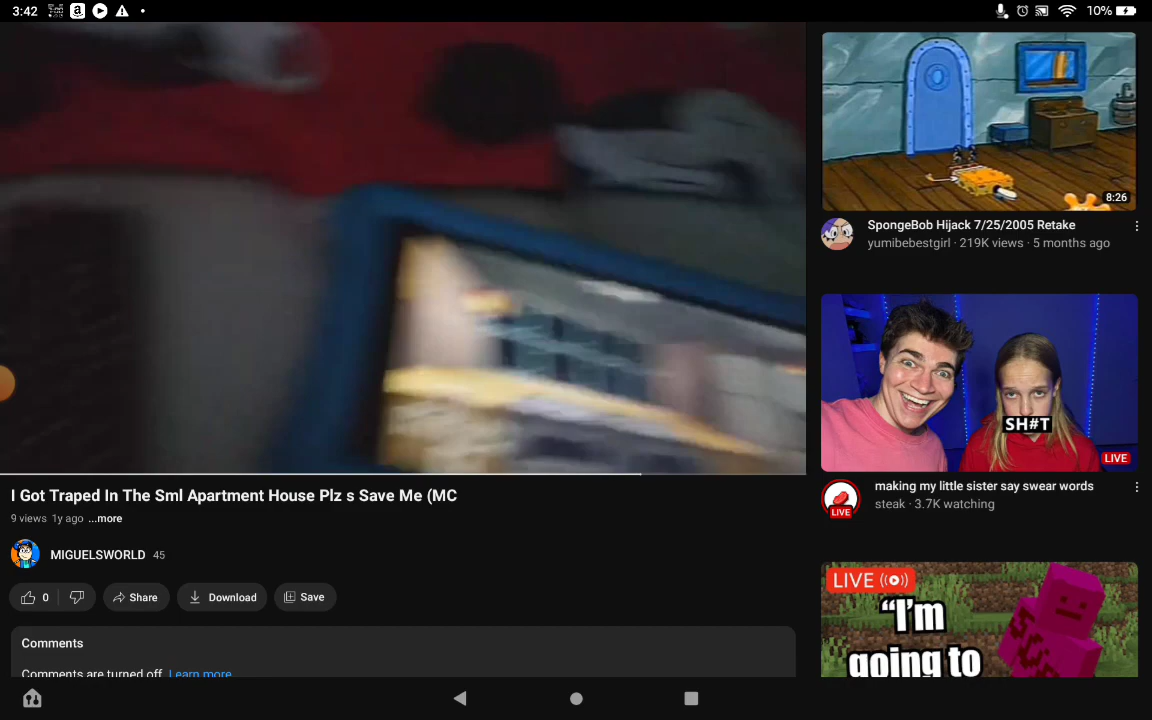 3:42
10%
8:26
SpongeBob Hijack 7/25/2005 Retake
yumibebestgirl · 219K views · 5 months ago
SH#T
LIVE
making my little sister say swear words
steak · 3.7K watching
LIVE
LIVE
"I'm
going to
I Got Traped In The Sml Apartment House Plz s Save Me (MC
9 views 1y ago ...more
MIGUELSWORLD 45
0
Share
Download
Save
Comments
Comments are turned off. Learn more